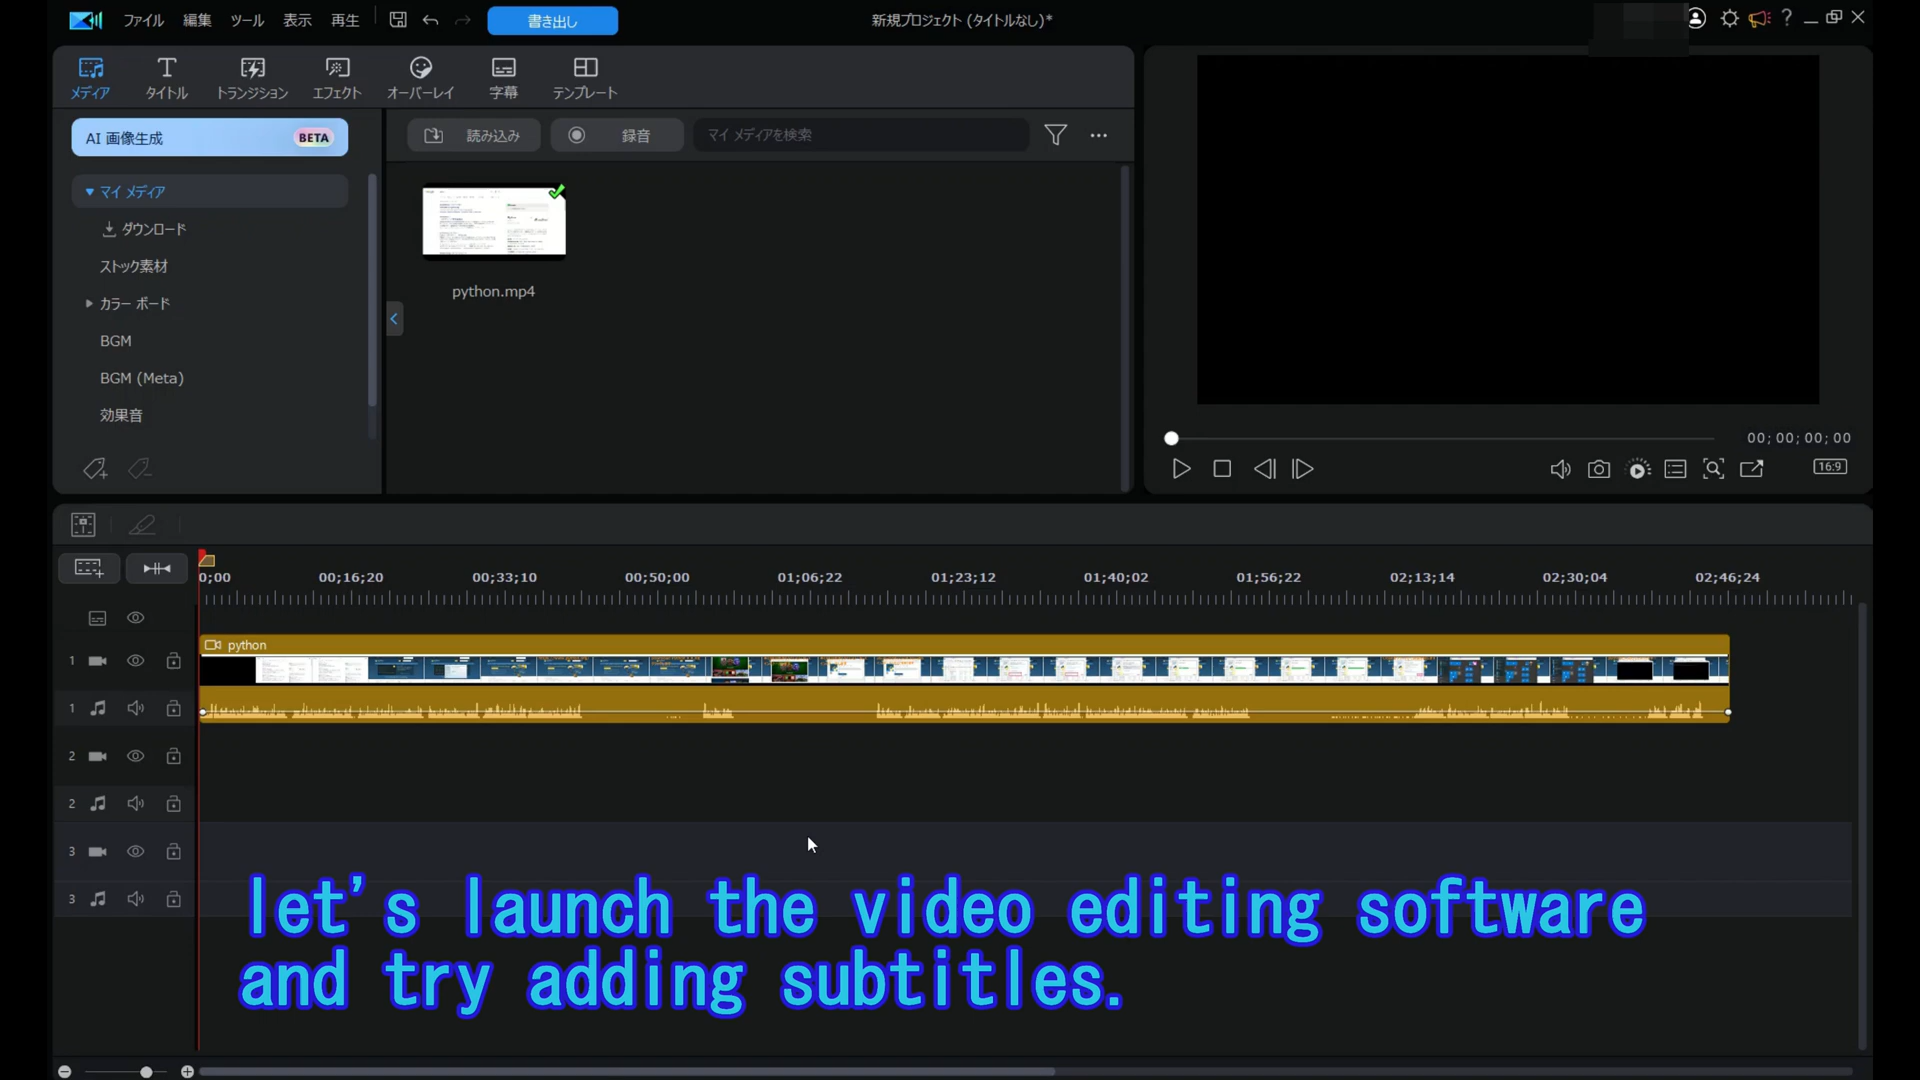 ファイル 編集 ツール 表示 再生 書き出し 新規プロジェクト (タイトルなし)* ?
メディア タイトル トランジション エフェクト オーバーレイ 字幕 テンプレート
AI 画像生成 BETA
読み込み 録音 マイ メディアを検索
マイ メディア
ダウンロード
ストック素材
カラー ボード
BGM
BGM (Meta)
効果音
python.mp4
00;00;00;00
16:9
0;00 00;16;20 00;33;10 00;50;00 01;06;22 01;23;12 01;40;02 01;56;22 02;13;14 02;30;04 02;46;24
python
1
1
2
2
3
3
let's launch the video editing software
and try adding subtitles.